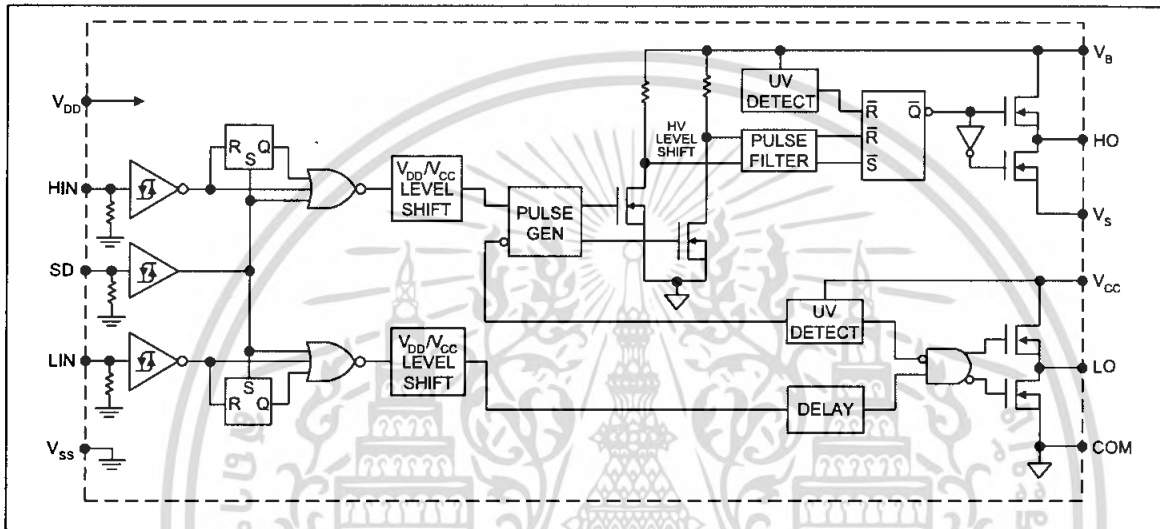 V_B
UV
DETECT
V_DD
HV
LEVEL
SHIFT
R̅
Q̅
R̅
S̅
PULSE
FILTER
HO
R Q
S
HIN
V_DD/V_CC
LEVEL
SHIFT
PULSE
GEN
V_S
SD
V_CC
UV
DETECT
LIN
S
R Q
V_DD/V_CC
LEVEL
SHIFT
LO
DELAY
V_SS
COM